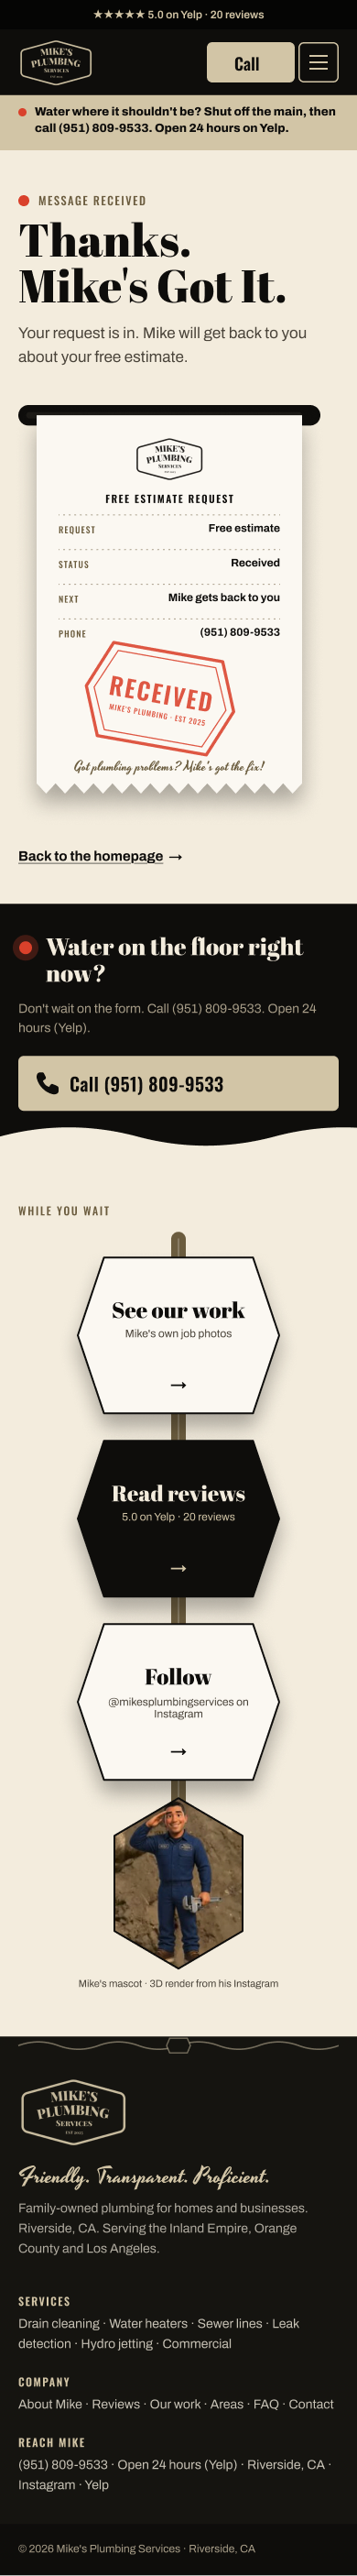 ★★★★★ 5.0 on Yelp · 20 reviews
MIKE'S
PLUMBING
SERVICES
Call
Water where it shouldn't be? Shut off the main, then
call (951) 809-9533. Open 24 hours on Yelp.
MESSAGE RECEIVED
Thanks.
Mike's Got It.
Your request is in. Mike will get back to you
about your free estimate.
MIKE'S
PLUMBING
SERVICES
FREE ESTIMATE REQUEST
REQUEST Free estimate
STATUS Received
NEXT Mike gets back to you
PHONE (951) 809-9533
RECEIVED
MIKE'S PLUMBING · EST 2025
Got plumbing problems? Mike's got the fix!
Back to the homepage →
Water on the floor right
now?
Don't wait on the form. Call (951) 809-9533. Open 24
hours (Yelp).
Call (951) 809-9533
WHILE YOU WAIT
See our work
Mike's own job photos
→
Read reviews
5.0 on Yelp · 20 reviews
→
Follow
@mikesplumbingservices on
Instagram
→
Mike's mascot · 3D render from his Instagram
MIKE'S
PLUMBING
SERVICES
EST 2025
Friendly. Transparent. Proficient.
Family-owned plumbing for homes and businesses.
Riverside, CA. Serving the Inland Empire, Orange
County and Los Angeles.
SERVICES
Drain cleaning · Water heaters · Sewer lines · Leak
detection · Hydro jetting · Commercial
COMPANY
About Mike · Reviews · Our work · Areas · FAQ · Contact
REACH MIKE
(951) 809-9533 · Open 24 hours (Yelp) · Riverside, CA ·
Instagram · Yelp
© 2026 Mike's Plumbing Services · Riverside, CA